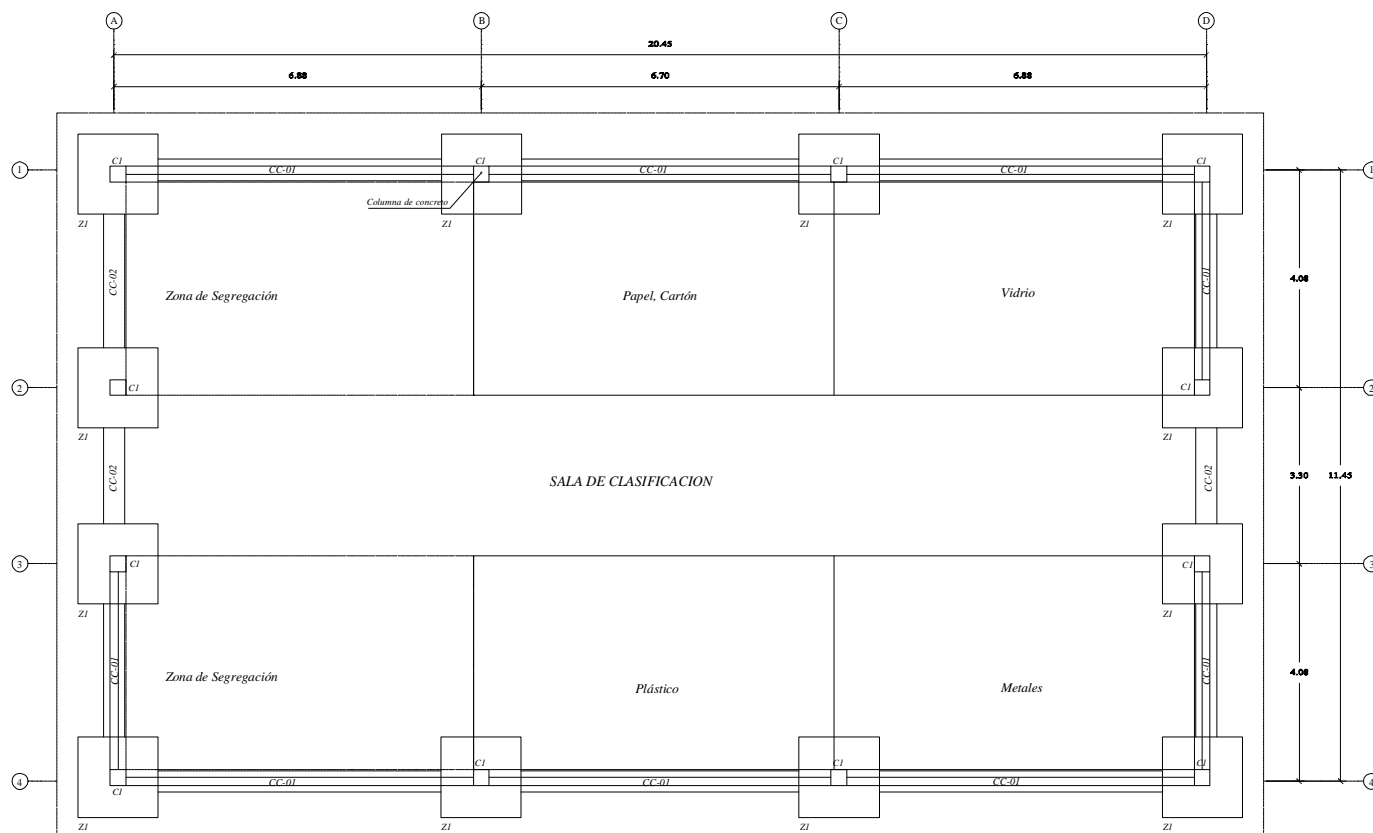 A B C D
20.45
6.88 6.70 6.88
C1 C1 C1 C1
1 CC-01 CC-01 CC-01 1
Columna de concreto
Z1 Z1 Z1 Z1
CC-02 CC-01 4.08
Zona de Segregación Papel, Cartón Vidrio
2 C1 C1 2
Z1 Z1
CC-02 SALA DE CLASIFICACION CC-02 3.30 11.45
3 C1 C1 3
Z1 Z1
CC-01 CC-01 4.08
Zona de Segregación Plástico Metales
C1 C1 C1
4 CC-01 CC-01 CC-01 4
C1
Z1 Z1 Z1 Z1